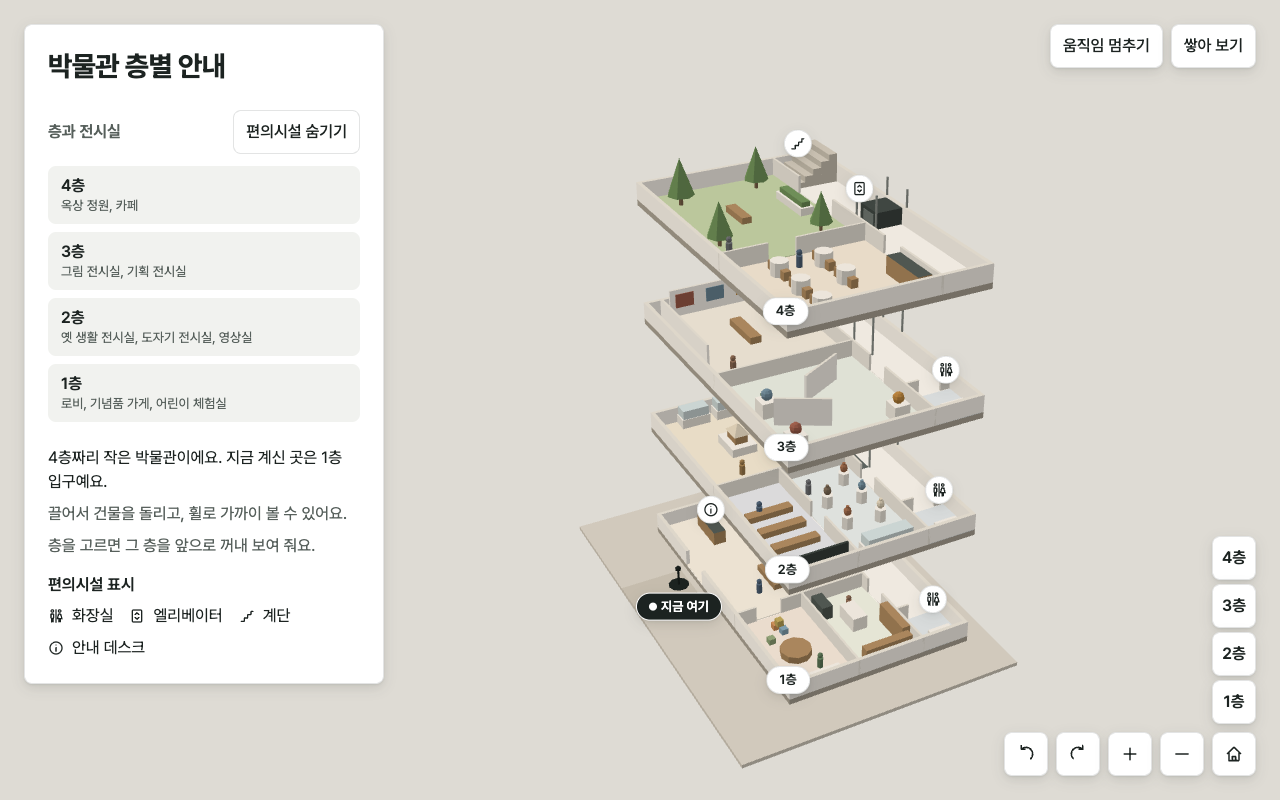 박물관 층별 안내
층과 전시실
편의시설 숨기기
4층
옥상 정원, 카페
3층
그림 전시실, 기획 전시실
2층
옛 생활 전시실, 도자기 전시실, 영상실
1층
로비, 기념품 가게, 어린이 체험실
4층짜리 작은 박물관이에요. 지금 계신 곳은 1층
입구예요.
끌어서 건물을 돌리고, 휠로 가까이 볼 수 있어요.
층을 고르면 그 층을 앞으로 꺼내 보여 줘요.
편의시설 표시
화장실 엘리베이터 계단
안내 데스크
움직임 멈추기
쌓아 보기
4층
3층
2층
지금 여기
1층
4층
3층
2층
1층